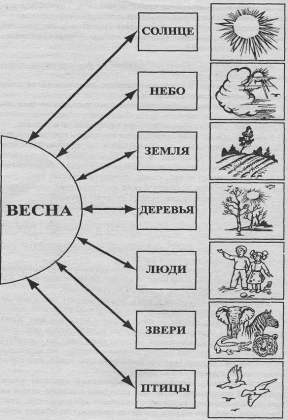 СОЛНЦЕ
НЕБО
ЗЕМЛЯ
ВЕСНА
ДЕРЕВЬЯ
ЛЮДИ
ЗВЕРИ
ПТИЦЫ